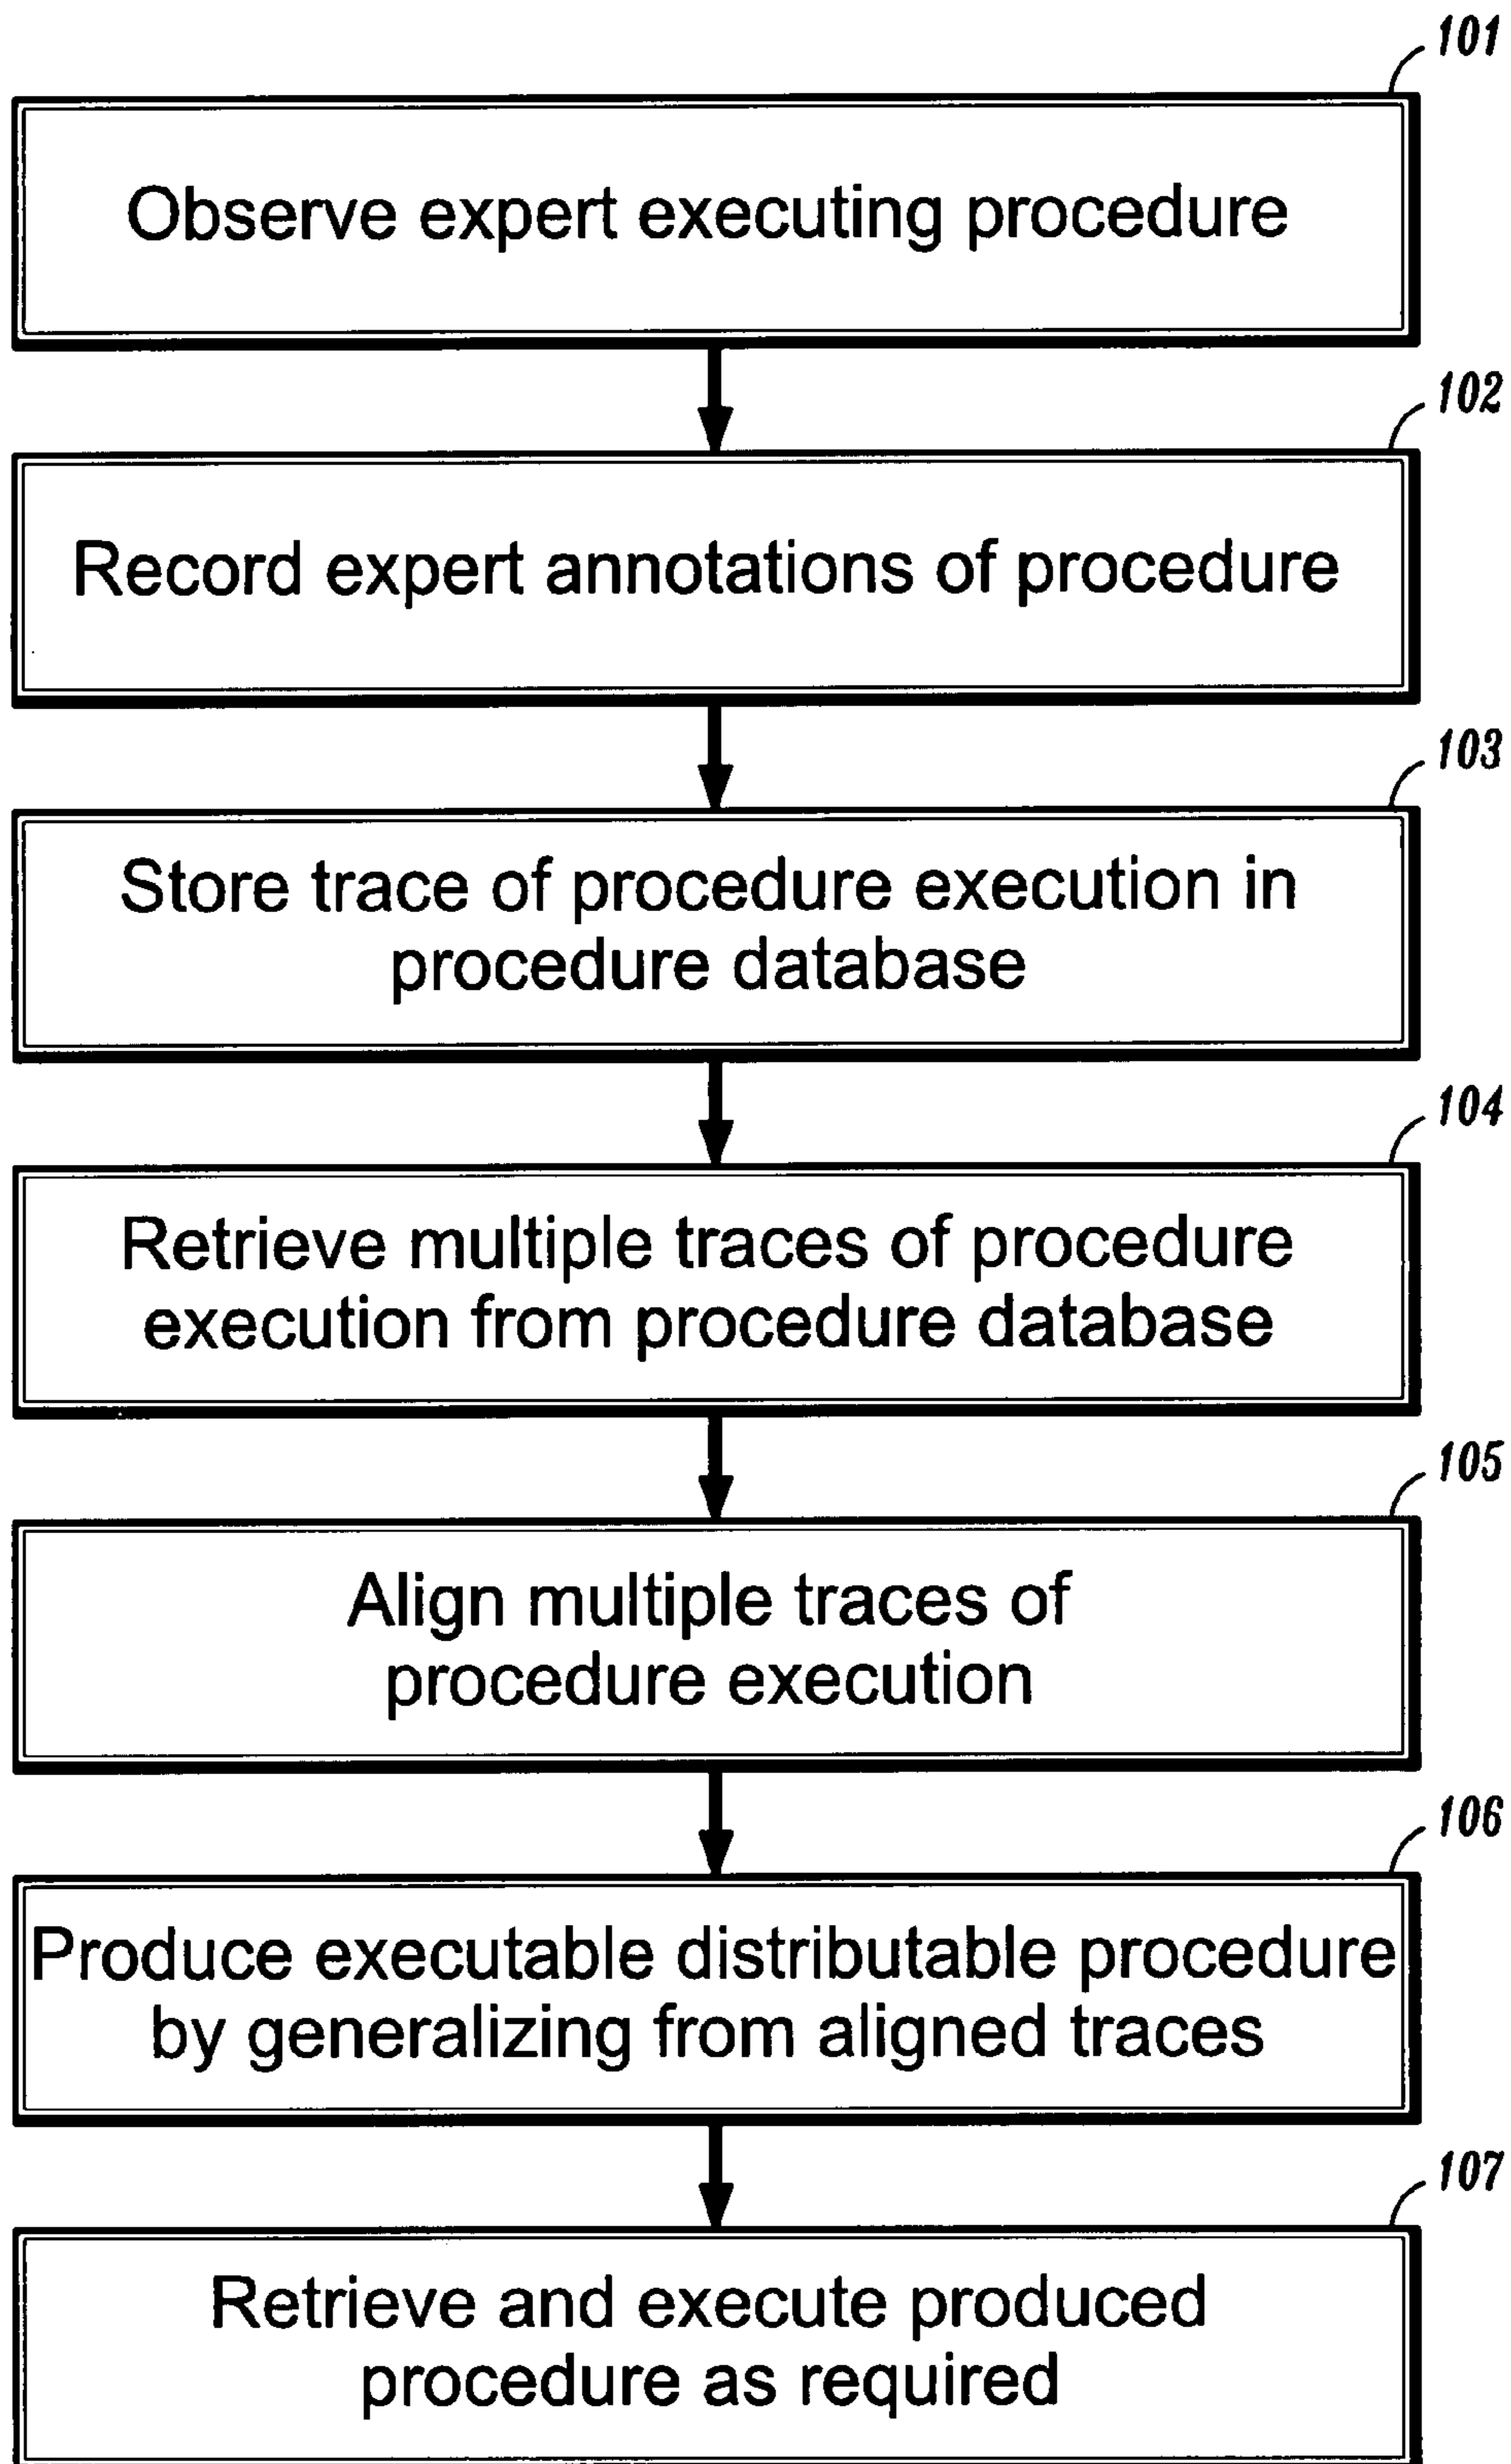 101
Observe expert executing procedure
102
Record expert annotations of procedure
103
Store trace of procedure execution in
procedure database
104
Retrieve multiple traces of procedure
execution from procedure database
105
Align multiple traces of
procedure execution
106
Produce executable distributable procedure
by generalizing from aligned traces
107
Retrieve and execute produced
procedure as required